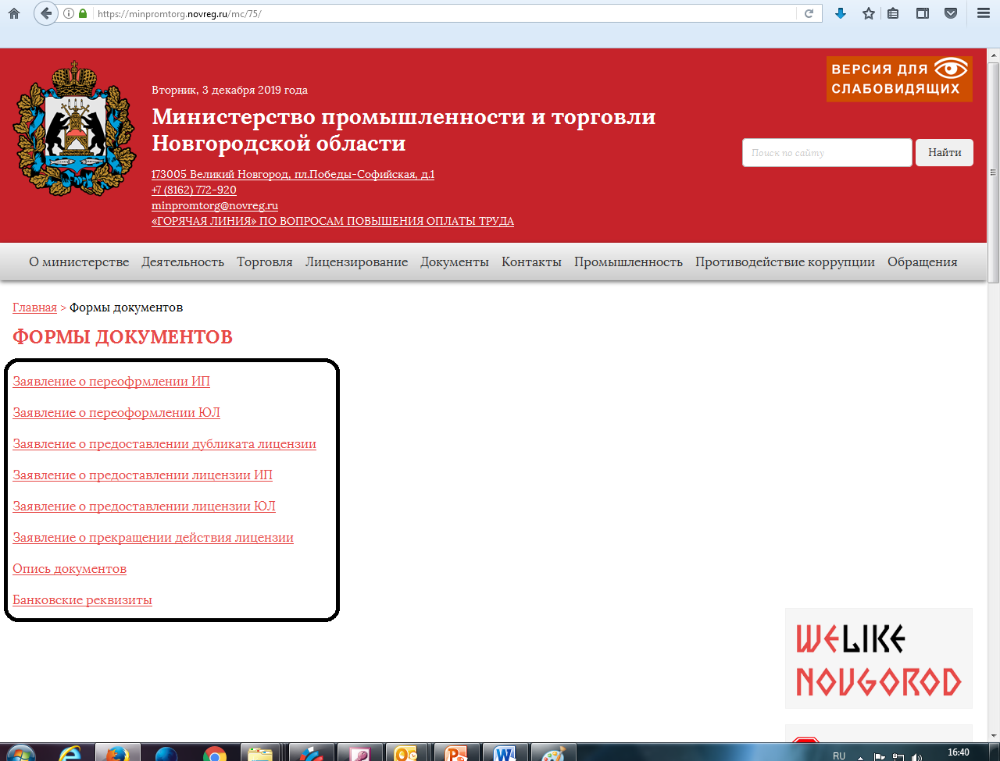 https://minpromtorg.novreg.ru/mc/75/
ВЕРСИЯ ДЛЯ
СЛАБОВИДЯЩИХ
Вторник, 3 декабря 2019 года
Министерство промышленности и торговли
Новгородской области
Поиск по сайту
Найти
173005 Великий Новгород, пл.Победы-Софийская, д.1
+7 (8162) 772-920
minpromtorg@novreg.ru
«ГОРЯЧАЯ ЛИНИЯ» ПО ВОПРОСАМ ПОВЫШЕНИЯ ОПЛАТЫ ТРУДА
О министерстве Деятельность Торговля Лицензирование Документы Контакты Промышленность Противодействие коррупции Обращения
Главная > Формы документов
ФОРМЫ ДОКУМЕНТОВ
Заявление о переофрмлении ИП
Заявление о переоформлении ЮЛ
Заявление о предоставлении дубликата лицензии
Заявление о предоставлении лицензии ИП
Заявление о предоставлении лицензии ЮЛ
Заявление о прекращении действия лицензии
Опись документов
Банковские реквизиты
WELIKE
NOVGOROD
RU
16:40